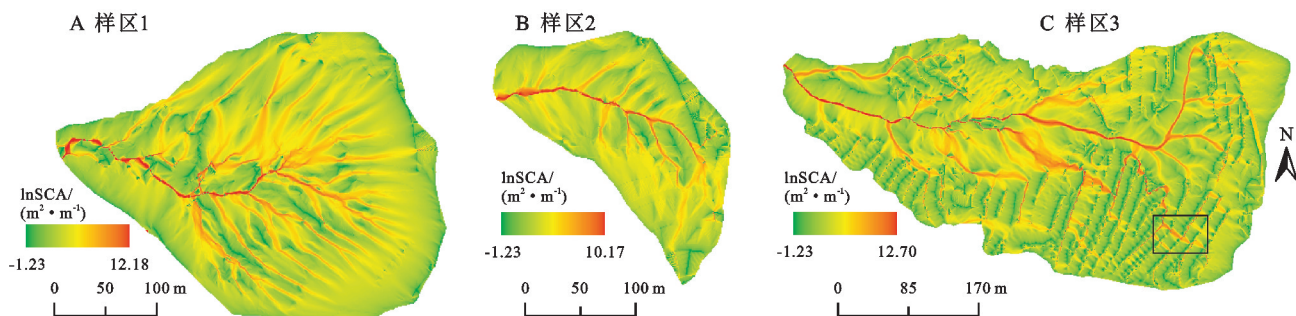 A 样区1
lnSCA/
(m²·m⁻¹)
-1.23 12.18
0 50 100 m
B 样区2
lnSCA/
(m²·m⁻¹)
-1.23 10.17
0 50 100 m
C 样区3
N
lnSCA/
(m²·m⁻¹)
-1.23 12.70
0 85 170 m